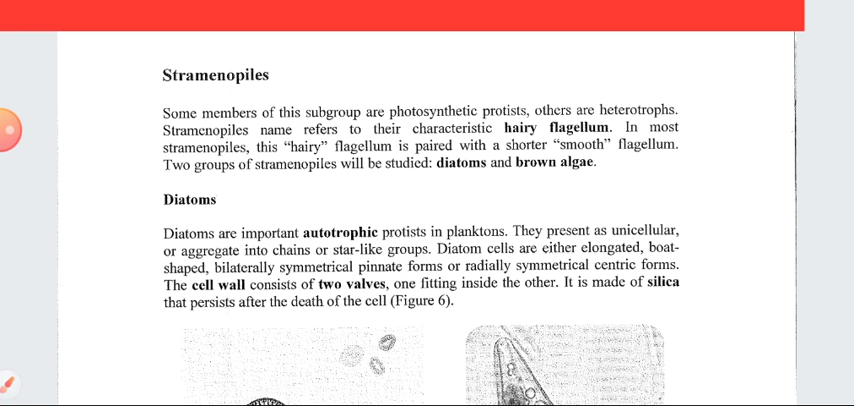 Stramenopiles
Some members of this subgroup are photosynthetic protists, others are heterotrophs.
Stramenopiles name refers to their characteristic hairy flagellum. In most
stramenopiles, this “hairy” flagellum is paired with a shorter “smooth” flagellum.
Two groups of stramenopiles will be studied: diatoms and brown algae.
Diatoms
Diatoms are important autotrophic protists in planktons. They present as unicellular,
or aggregate into chains or star-like groups. Diatom cells are either elongated, boat-
shaped, bilaterally symmetrical pinnate forms or radially symmetrical centric forms.
The cell wall consists of two valves, one fitting inside the other. It is made of silica
that persists after the death of the cell (Figure 6).